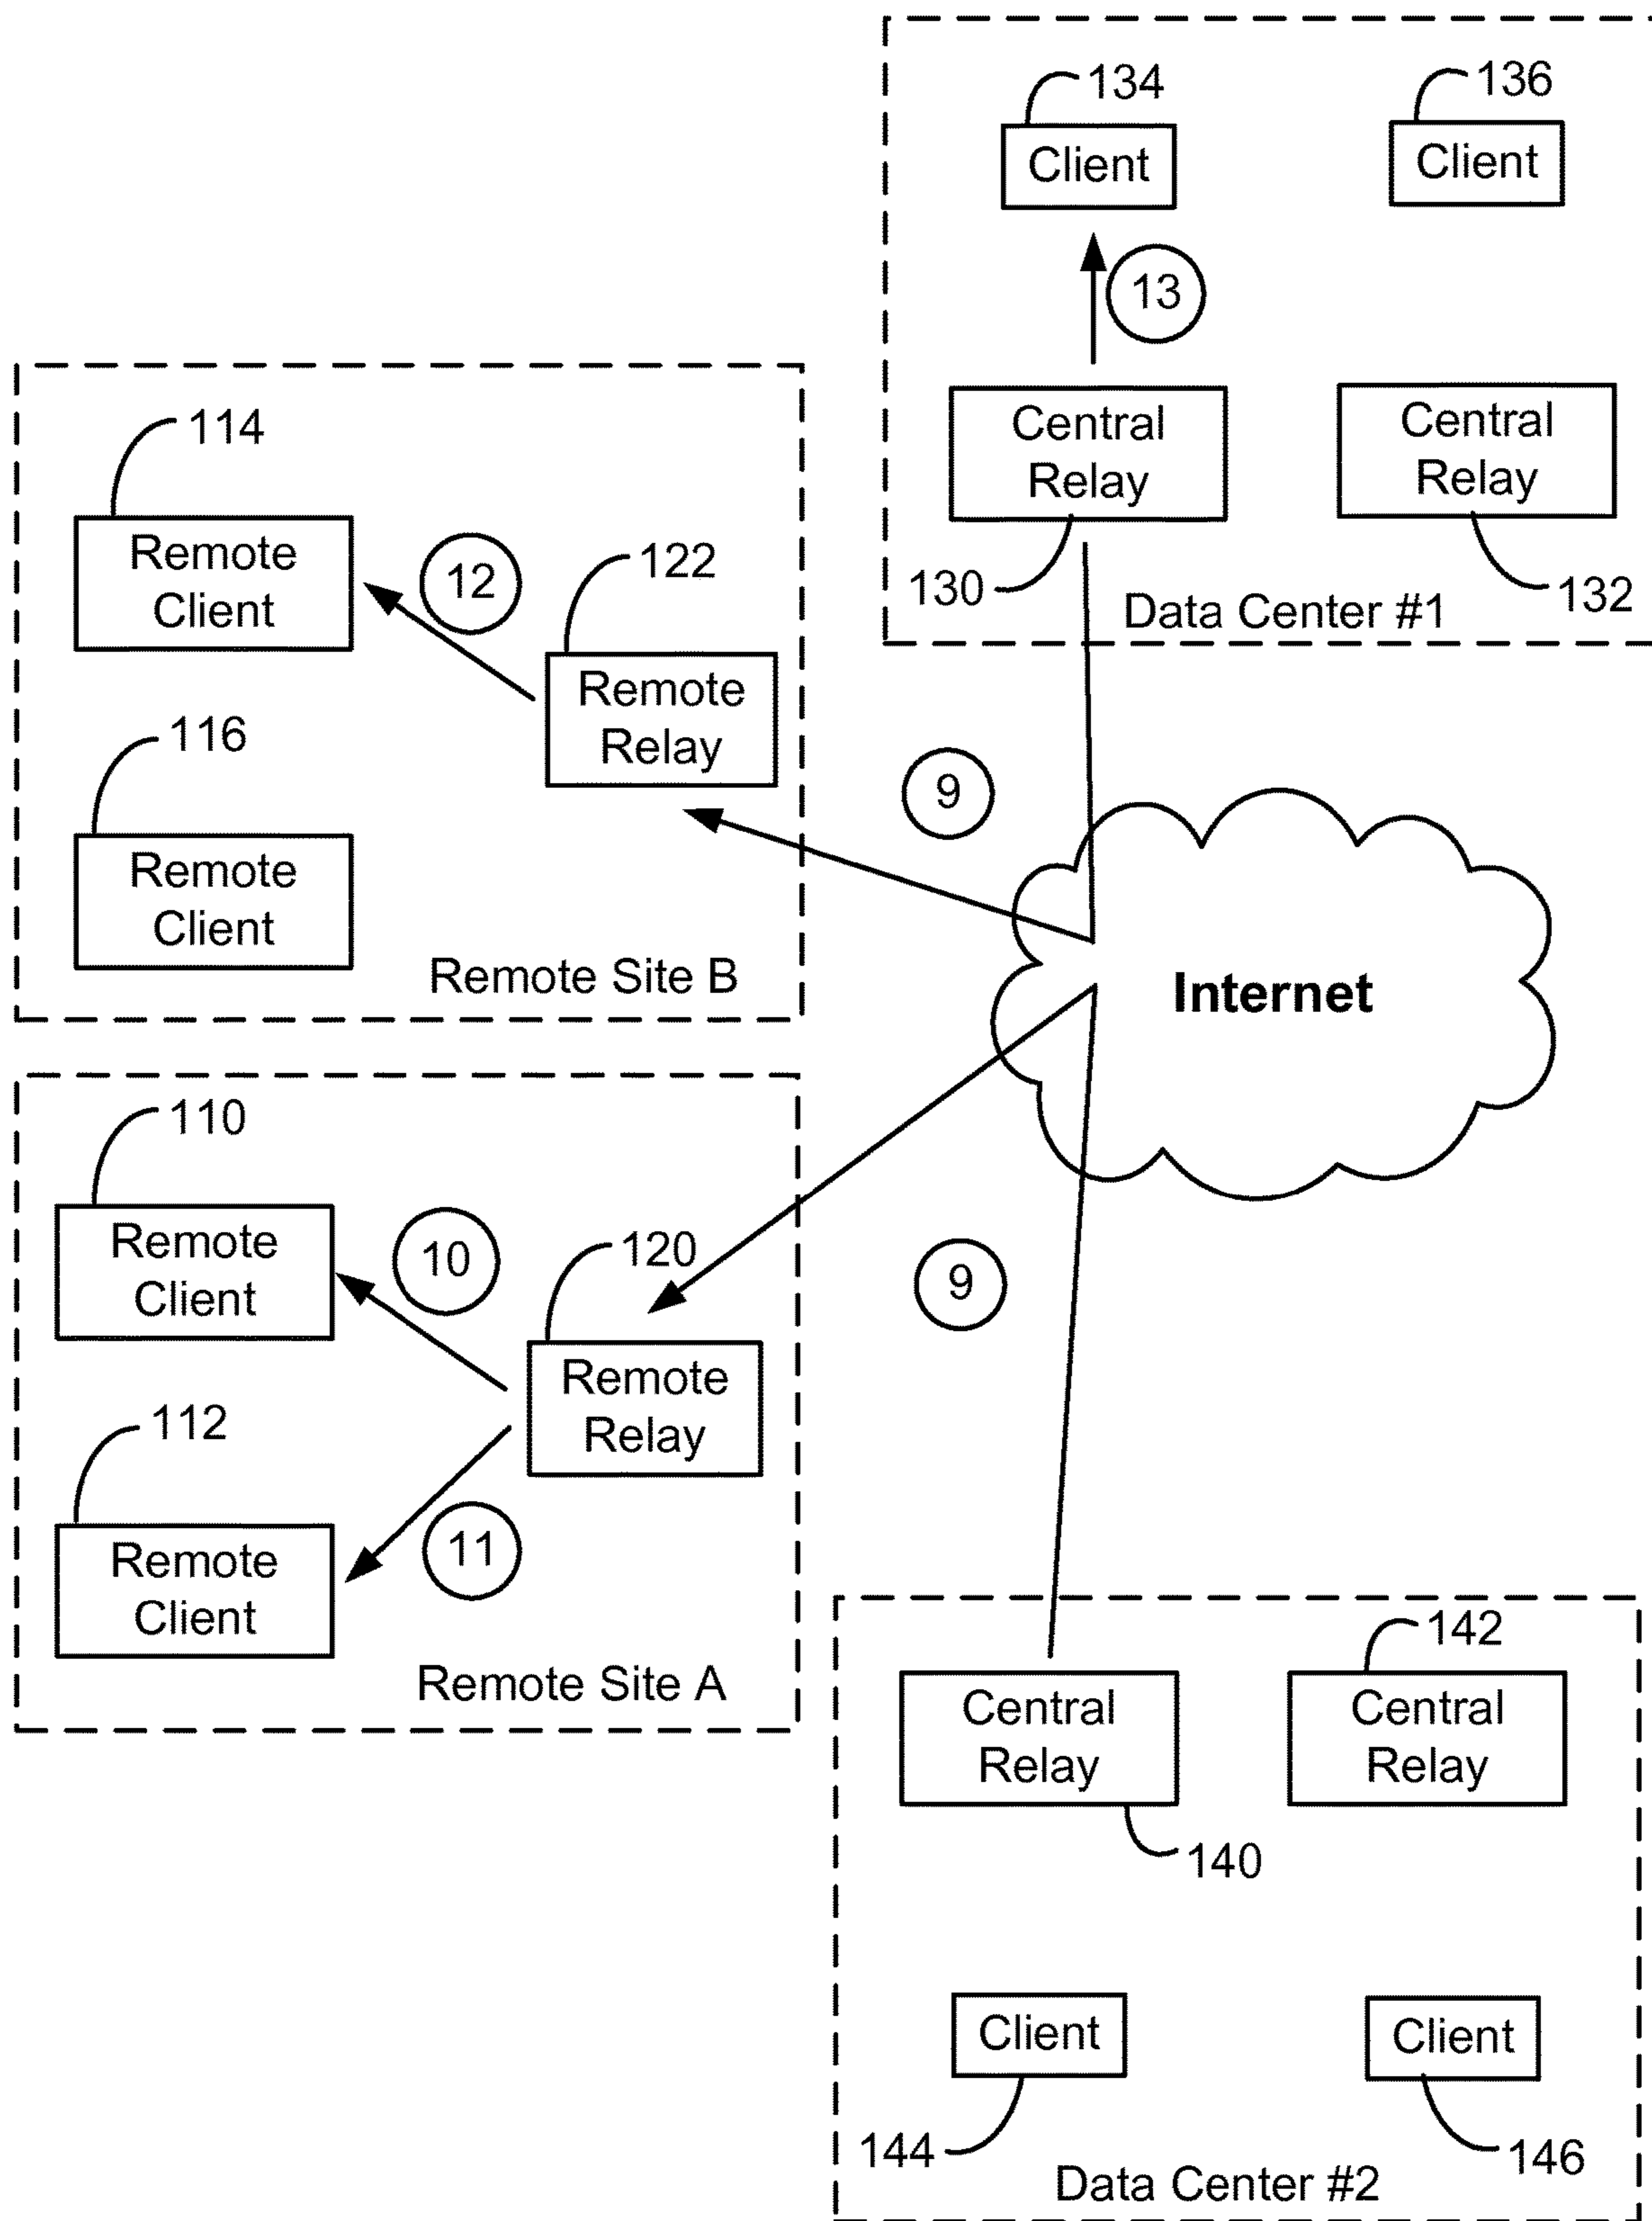 134
136
Client
Client
13
Central
Relay
Central
Relay
130
132
Data Center #1
114
Remote
Client
12
122
Remote
Relay
116
Remote
Client
Remote Site B
9
Internet
110
Remote
Client
10
120
Remote
Relay
112
Remote
Client
11
Remote Site A
9
142
Central
Relay
Central
Relay
140
Client
Client
144
146
Data Center #2